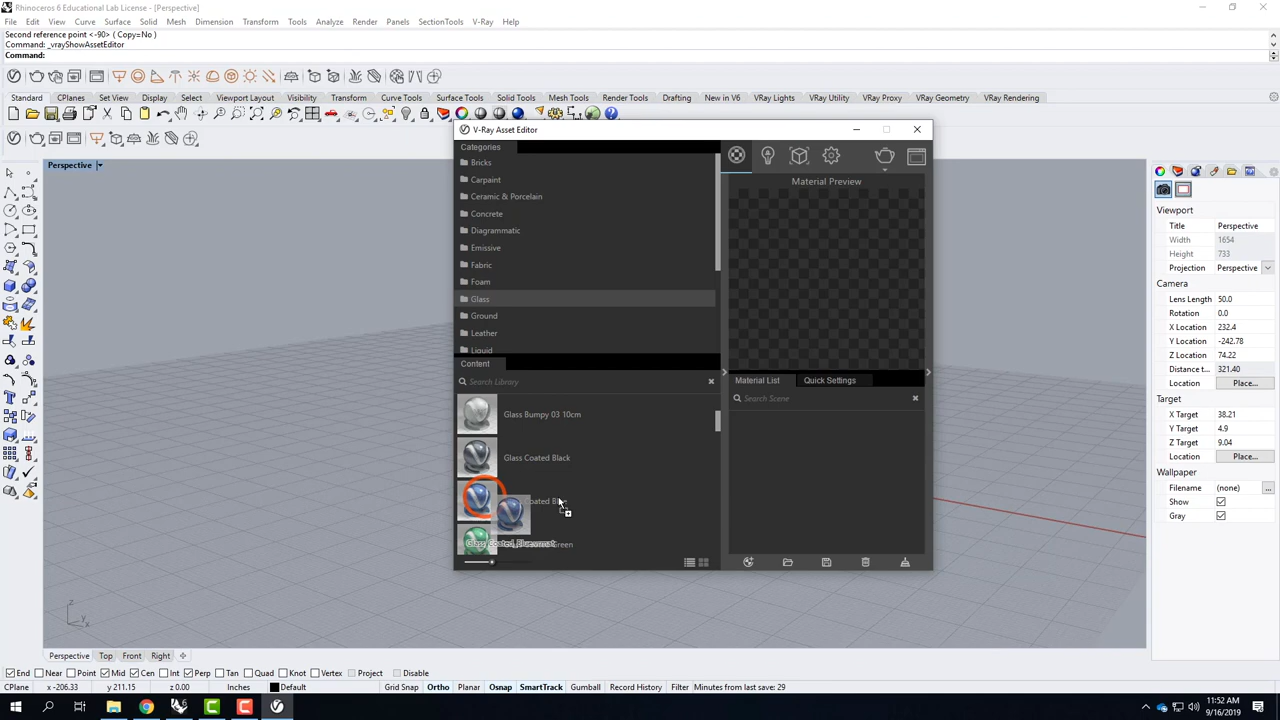 Rhinoceros 6 Educational Lab License - [Perspective]
File Edit View Curve Surface Solid Mesh Dimension Transform Tools Analyze Render Panels SectionTools V-Ray Help
Second reference point <-90> ( Copy=No )
Command: _vrayShowAssetEditor
Command:
Standard CPlanes Set View Display Select Viewport Layout Visibility Transform Curve Tools Surface Tools Solid Tools Mesh Tools Render Tools Drafting New in V6 VRay Lights VRay Utility VRay Proxy VRay Geometry VRay Rendering
Perspective
V-Ray Asset Editor
Categories
Bricks
Carpaint
Ceramic & Porcelain
Concrete
Diagrammatic
Emissive
Fabric
Foam
Glass
Ground
Leather
Liquid
Content
Search Library
Glass Bumpy 03 10cm
Glass Coated Black
Material Preview
Material List Quick Settings
Search Scene
Viewport
Title Perspective
Width 1654
Height 733
Projection Perspective
Camera
Lens Length 50.0
Rotation 0.0
X Location 232.4
Y Location -242.78
Z Location 74.22
Distance t... 321.40
Location Place...
Target
X Target 38.21
Y Target 4.9
Z Target 9.04
Location Place...
Wallpaper
Filename (none) ...
Show
Gray
z
y
x
Perspective Top Front Right
End Near Point Mid Cen Int Perp Tan Quad Knot Vertex Project Disable
CPlane x -206.33 y 211.15 z 0.00 Inches Default Grid Snap Ortho Planar Osnap SmartTrack Gumball Record History Filter Minutes from last save: 29
11:52 AM
9/16/2019